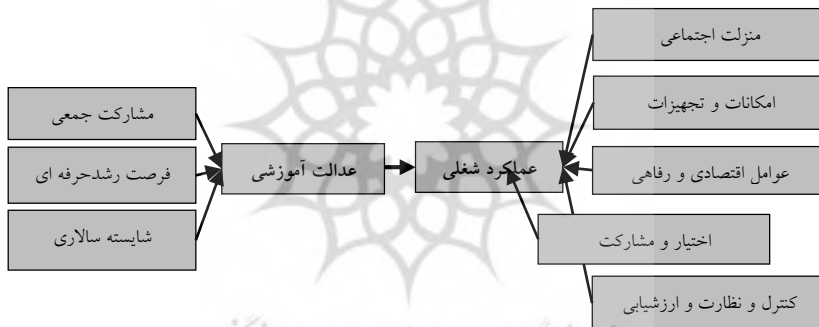 منزلت اجتماعی
امکانات و تجهیزات
مشارکت جمعی
عملکرد شغلی
عدالت آموزشی
عوامل اقتصادی و رفاهی
فرصت رشدحرفه ای
اختیار و مشارکت
شایسته سالاری
کنترل و نظارت و ارزشیابی